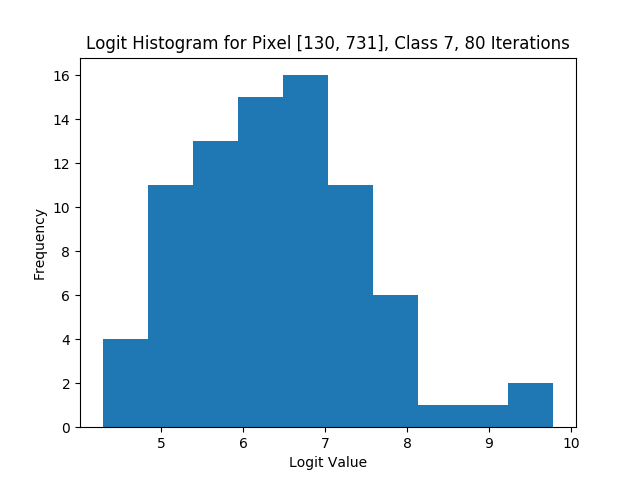 Logit Histogram for Pixel [130, 731], Class 7, 80 Iterations
16
14
12
10
8
6
4
2
0
Frequency
5 6 7 8 9 10
Logit Value